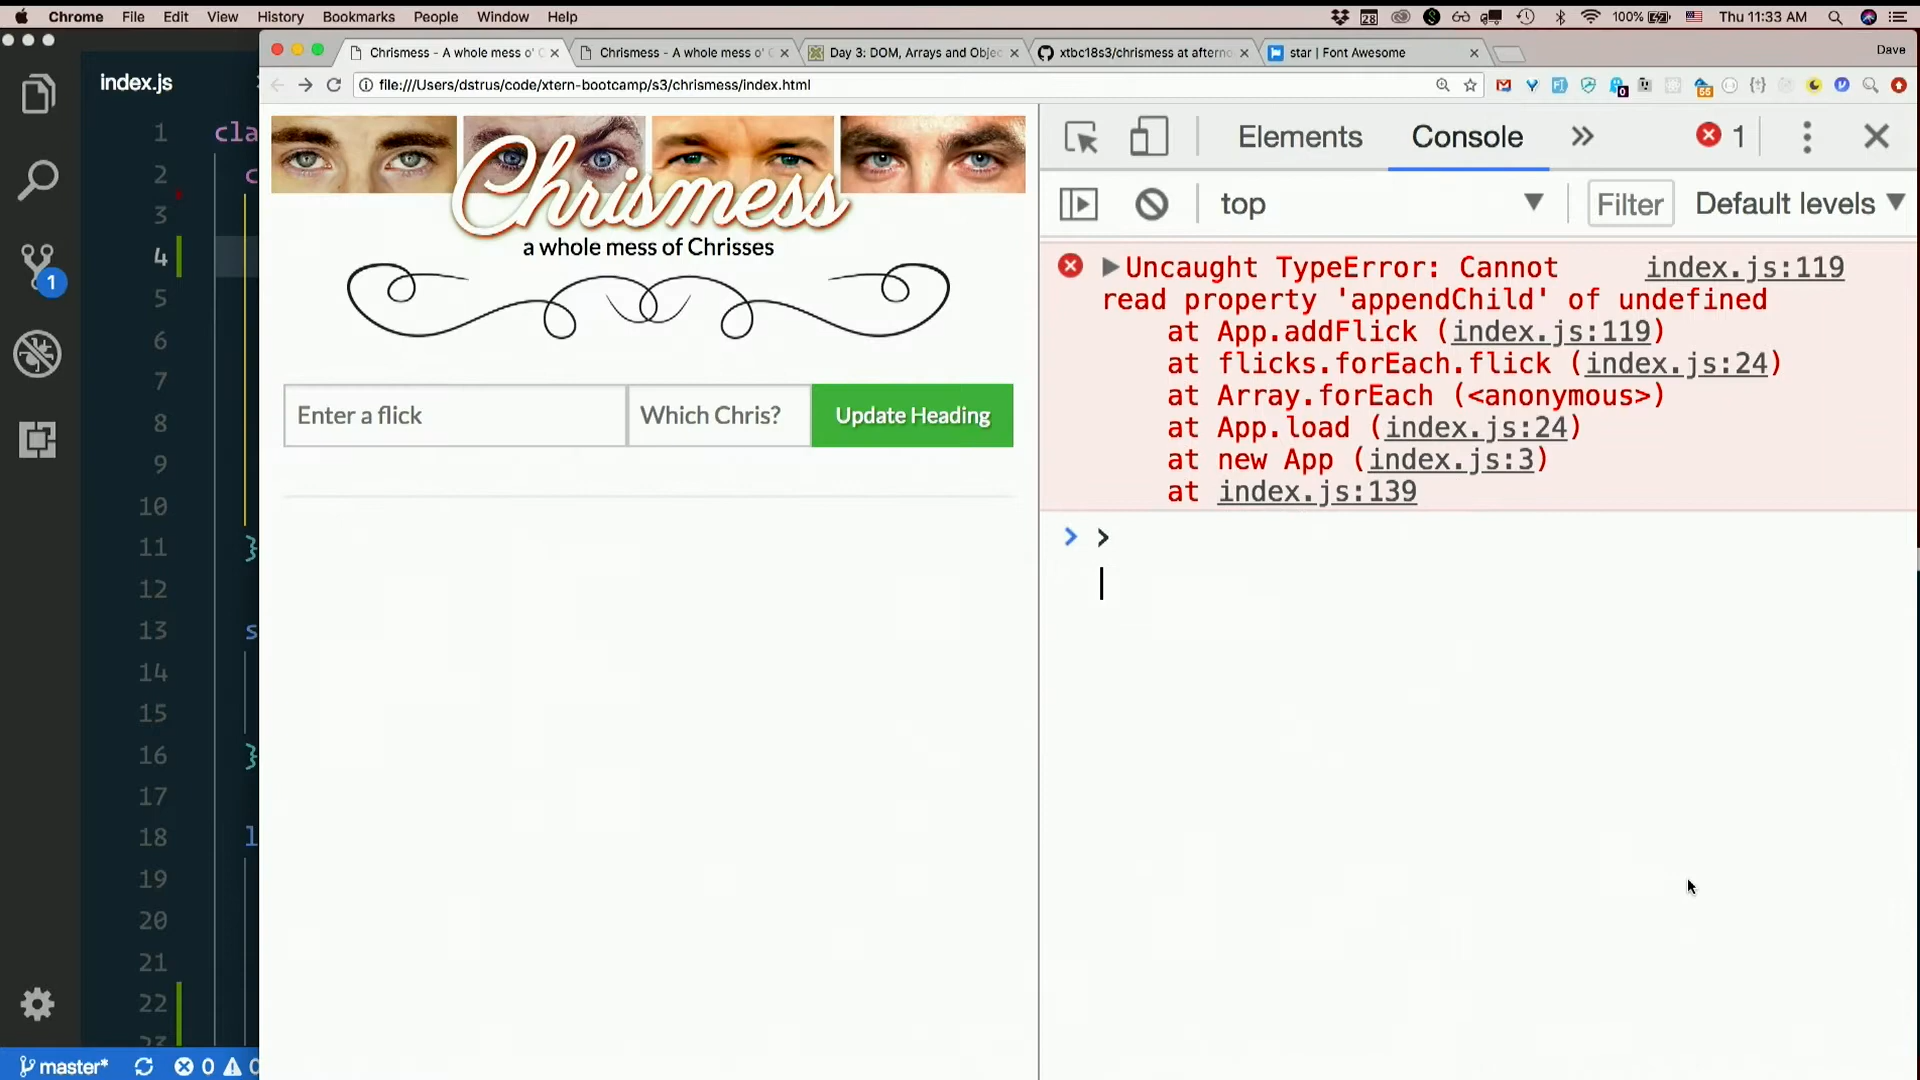 Chrome File Edit View History Bookmarks People Window Help 28 100% Thu 11:33 AM
Chrismess - A whole mess o' C Chrismess - A whole mess o' C Day 3: DOM, Arrays and Objec xtbc18s3/chrismess at afterno star | Font Awesome Dave
file:///Users/dstrus/code/xtern-bootcamp/s3/chrismess/index.html
index.js
1 cla
2 c
3
4
5
6
7
8
9
10
11 }
12
13 s
14
15
16 }
17
18 l
19
20
21
22
23
1
master* 0 0
Chrismess
a whole mess of Chrisses
Enter a flick Which Chris? Update Heading
Elements Console » 1
top Filter Default levels
Uncaught TypeError: Cannot index.js:119
read property 'appendChild' of undefined
at App.addFlick (index.js:119)
at flicks.forEach.flick (index.js:24)
at Array.forEach (<anonymous>)
at App.load (index.js:24)
at new App (index.js:3)
at index.js:139
> >